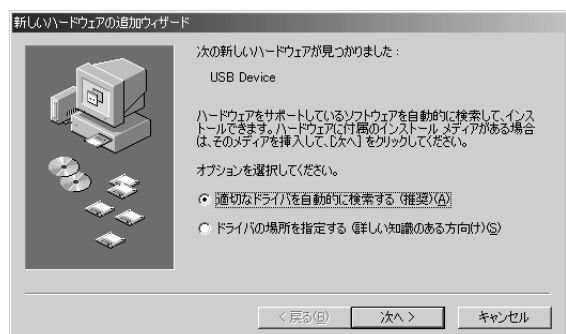 新しいハードウェアの追加ウィザード
次の新しいハードウェアが見つかりました :
USB Device
ハードウェアをサポートしているソフトウェアを自動的に検索して、インス
トールできます。ハードウェアに付属のインストール メディアがある場合
は、そのメディアを挿入して、[次へ] をクリックしてください。
オプションを選択してください。
適切なドライバを自動的に検索する (推奨)(A)
ドライバの場所を指定する (詳しい知識のある方向け)(S)
< 戻る(B)
次へ >
キャンセル